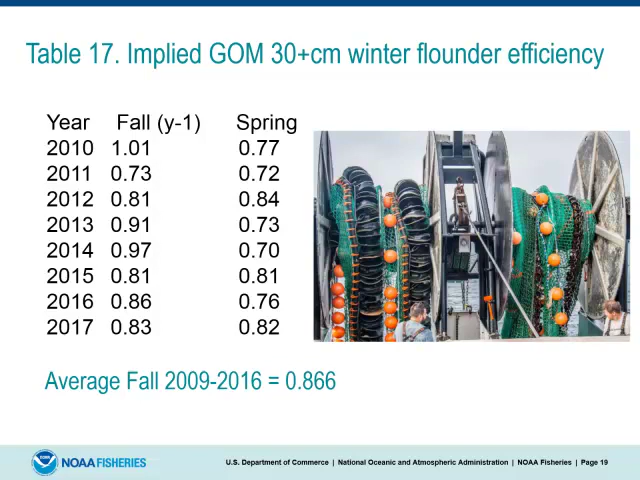 Table 17. Implied GOM 30+cm winter flounder efficiency
Year Fall (y-1) Spring
2010 1.01 0.77
2011 0.73 0.72
2012 0.81 0.84
2013 0.91 0.73
2014 0.97 0.70
2015 0.81 0.81
2016 0.86 0.76
2017 0.83 0.82
Average Fall 2009-2016 = 0.866
NOAA FISHERIES
U.S. Department of Commerce | National Oceanic and Atmospheric Administration | NOAA Fisheries | Page 19